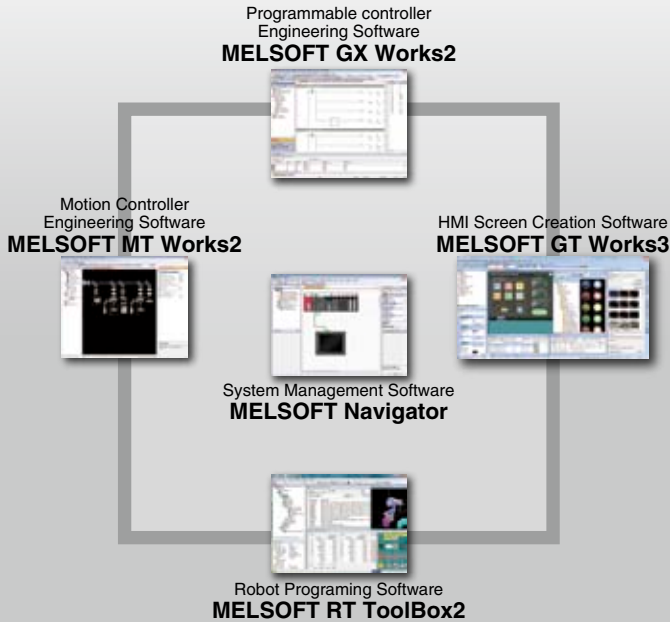 Programmable controller
Engineering Software
MELSOFT GX Works2
Motion Controller
Engineering Software
MELSOFT MT Works2
HMI Screen Creation Software
MELSOFT GT Works3
System Management Software
MELSOFT Navigator
Robot Programing Software
MELSOFT RT ToolBox2